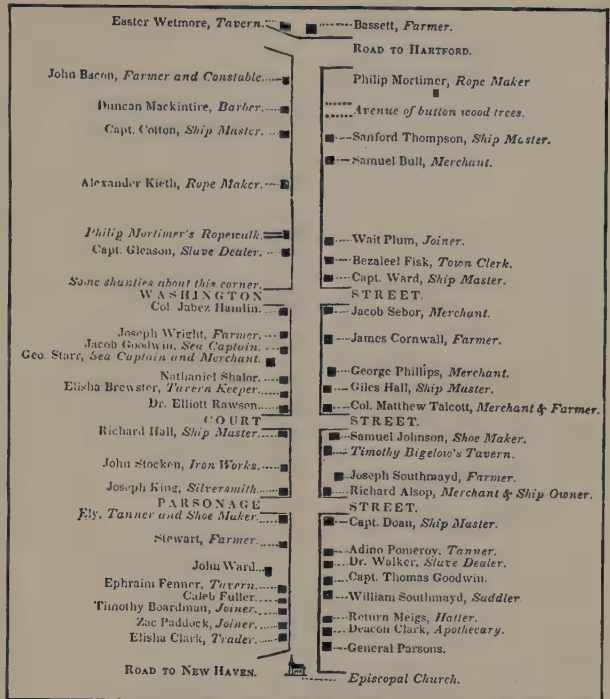 Easter Wetmore, Tavern.
Bassett, Farmer.
ROAD TO HARTFORD.
John Bacon, Farmer and Constable.
Philip Mortimer, Rope Maker
Duncan Mackintire, Barber.
Avenue of button wood trees.
Capt. Cotton, Ship Master.
Sanford Thompson, Ship Master.
Samuel Bull, Merchant.
Alexander Kieth, Rope Maker.
Philip Mortimer's Ropewalk.
Wait Plum, Joiner.
Capt. Gleason, Slave Dealer.
Bezaleel Fisk, Town Clerk.
Some shanties about this corner.
Capt. Ward, Ship Master.
WASHINGTON STREET.
Col. Jabez Hamlin.
Jacob Sebor, Merchant.
Joseph Wright, Farmer.
James Cornwall, Farmer.
Jacob Goodwin, Sea Captain.
Geo. Starr, Sea Captain and Merchant.
George Phillips, Merchant.
Nathaniel Shalor.
Giles Hall, Ship Master.
Elisha Brewster, Tavern Keeper.
Dr. Elliott Rawson.
Col. Matthew Talcott, Merchant & Farmer.
COURT STREET.
Richard Hall, Ship Master.
Samuel Johnson, Shoe Maker.
Timothy Bigelow's Tavern.
John Stocken, Iron Works.
Joseph Southmayd, Farmer.
Joseph King, Silversmith.
Richard Alsop, Merchant & Ship Owner.
PARSONAGE STREET.
Ely, Tanner and Shoe Maker.
Capt. Doan, Ship Master.
Stewart, Farmer.
Adino Pomeroy, Tanner.
Dr. Walker, Slave Dealer.
John Ward.
Capt. Thomas Goodwin.
Ephraim Fenner, Tavern.
William Southmayd, Saddler.
Caleb Fuller.
Timothy Boardman, Joiner.
Return Meigs, Hatter.
Zac Paddock, Joiner.
Deacon Clark, Apothecary.
Elisha Clark, Trader.
General Parsons.
ROAD TO NEW HAVEN.
Episcopal Church.